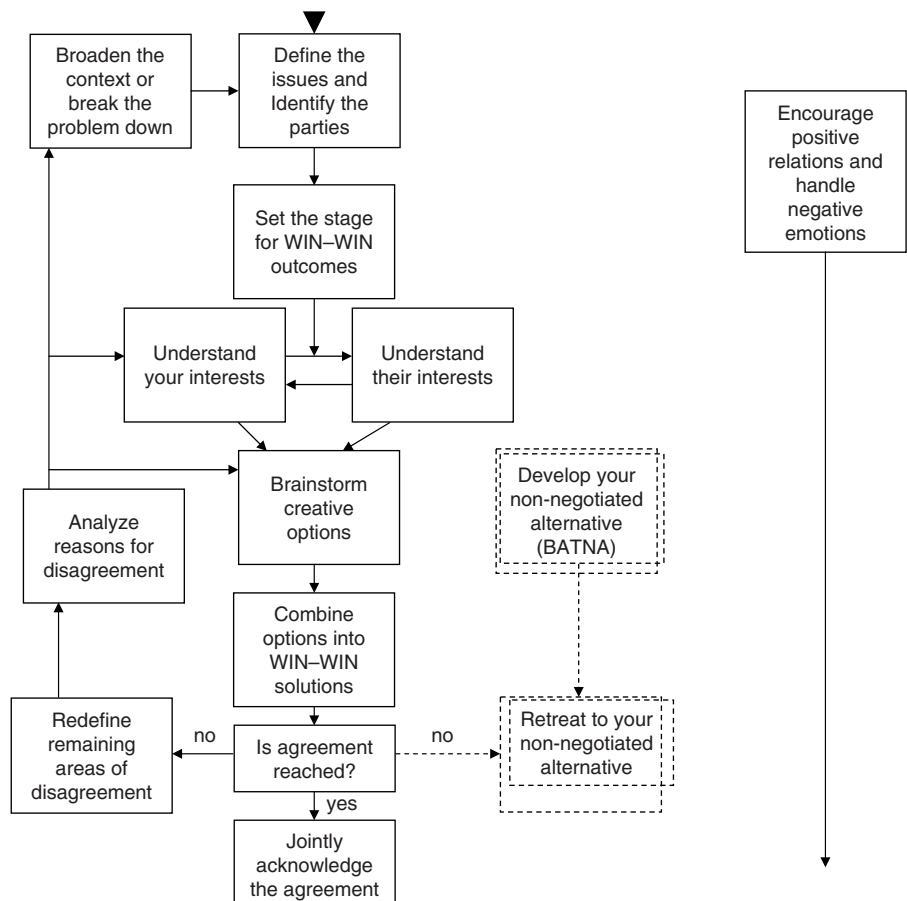 Broaden the
context or
break the
problem down
Define the
issues and
Identify the
parties
Encourage
positive
relations and
handle
negative
emotions
Set the stage
for WIN–WIN
outcomes
Understand
your interests
Understand
their interests
Brainstorm
creative
options
Develop your
non-negotiated
alternative
(BATNA)
Analyze
reasons for
disagreement
Combine
options into
WIN–WIN
solutions
Redefine
remaining
areas of
disagreement
no
Is agreement
reached?
no
Retreat to your
non-negotiated
alternative
yes
Jointly
acknowledge
the agreement